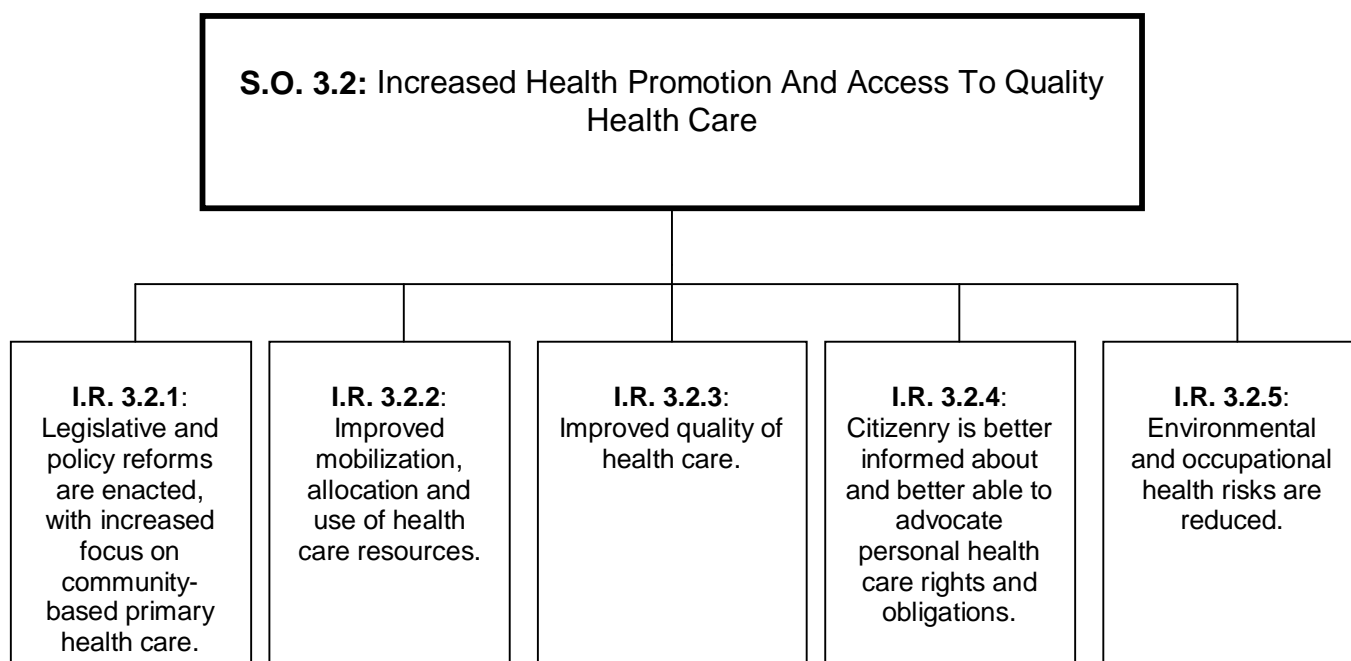 S.O. 3.2: Increased Health Promotion And Access To Quality
Health Care
I.R. 3.2.1:
Legislative and
policy reforms
are enacted,
with increased
focus on
community-
based primary
health care.
I.R. 3.2.2:
Improved
mobilization,
allocation and
use of health
care resources.
I.R. 3.2.3:
Improved quality of
health care.
I.R. 3.2.4:
Citizenry is better
informed about
and better able to
advocate
personal health
care rights and
obligations.
I.R. 3.2.5:
Environmental
and occupational
health risks are
reduced.